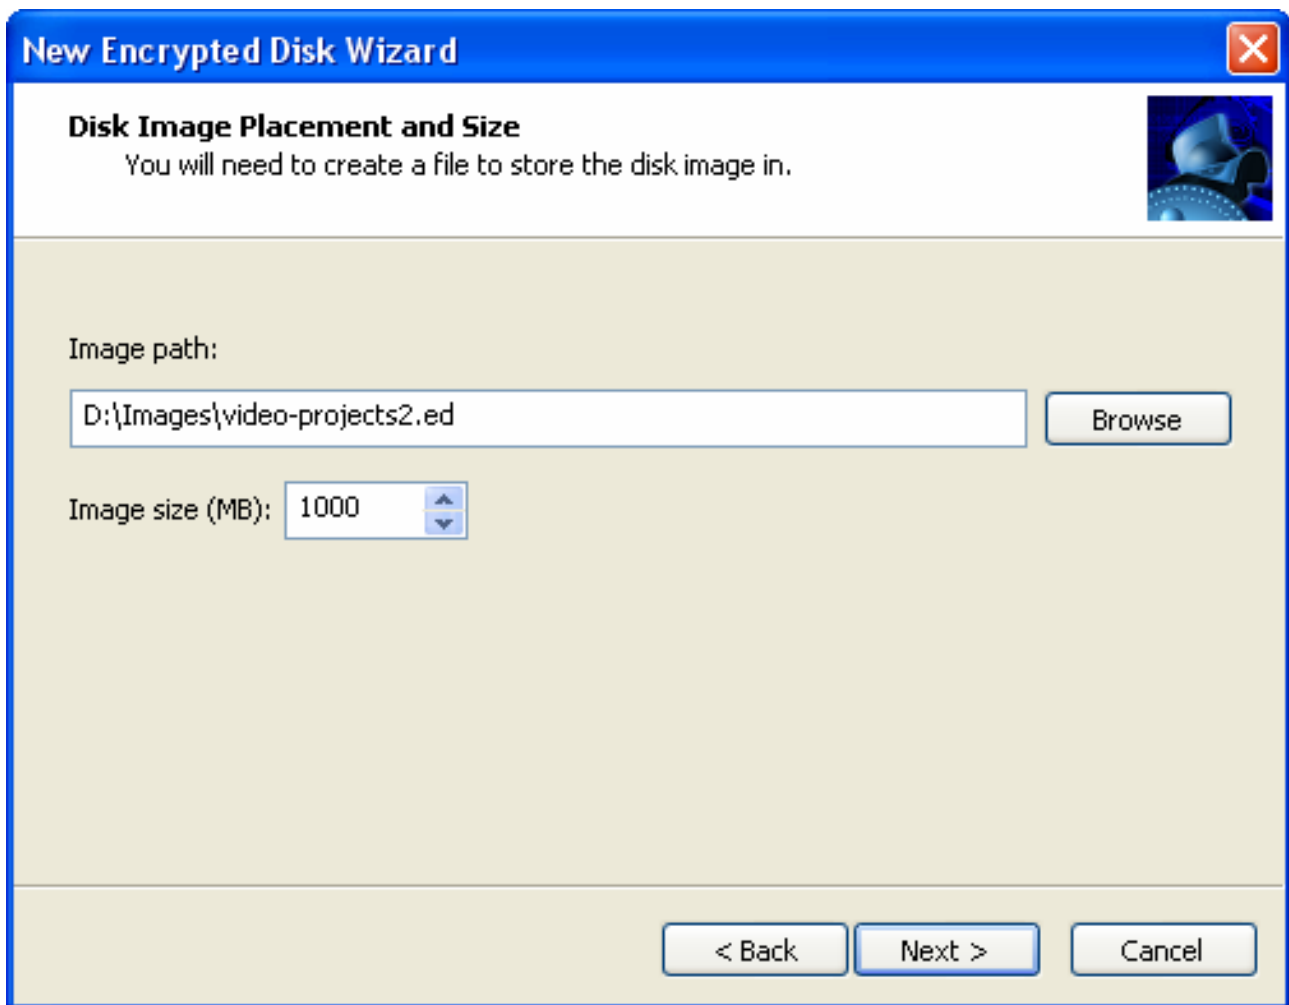 New Encrypted Disk Wizard
Disk Image Placement and Size
You will need to create a file to store the disk image in.
Image path:
D:\Images\video-projects2.ed
Browse
Image size (MB): 1000
< Back Next > Cancel